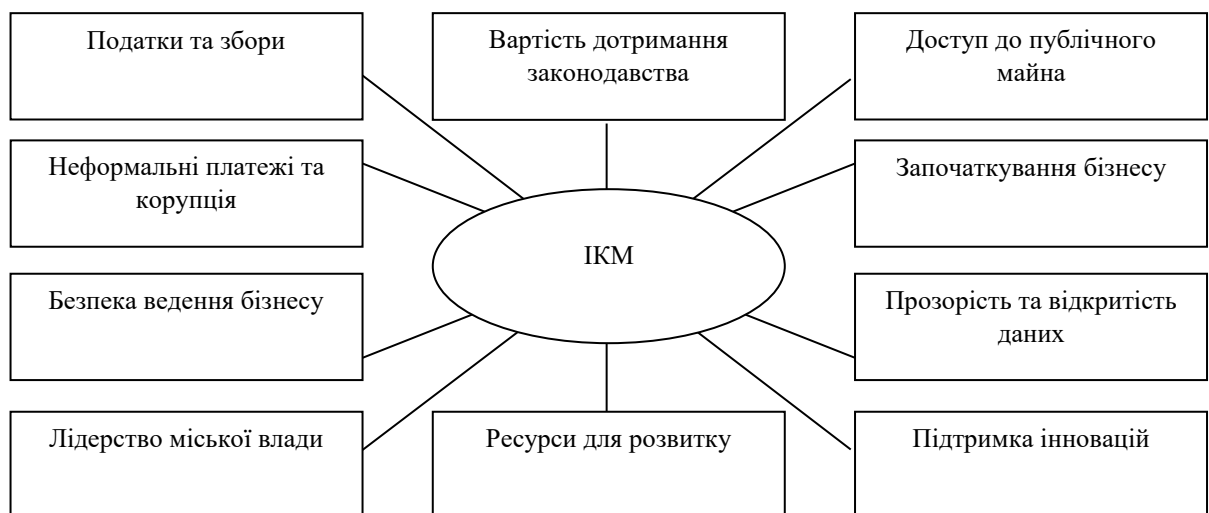 Податки та збори
Вартість дотримання
законодавства
Доступ до публічного
майна
Неформальні платежі та
корупція
Започаткування бізнесу
ІКМ
Безпека ведення бізнесу
Прозорість та відкритість
даних
Лідерство міської влади
Ресурси для розвитку
Підтримка інновацій